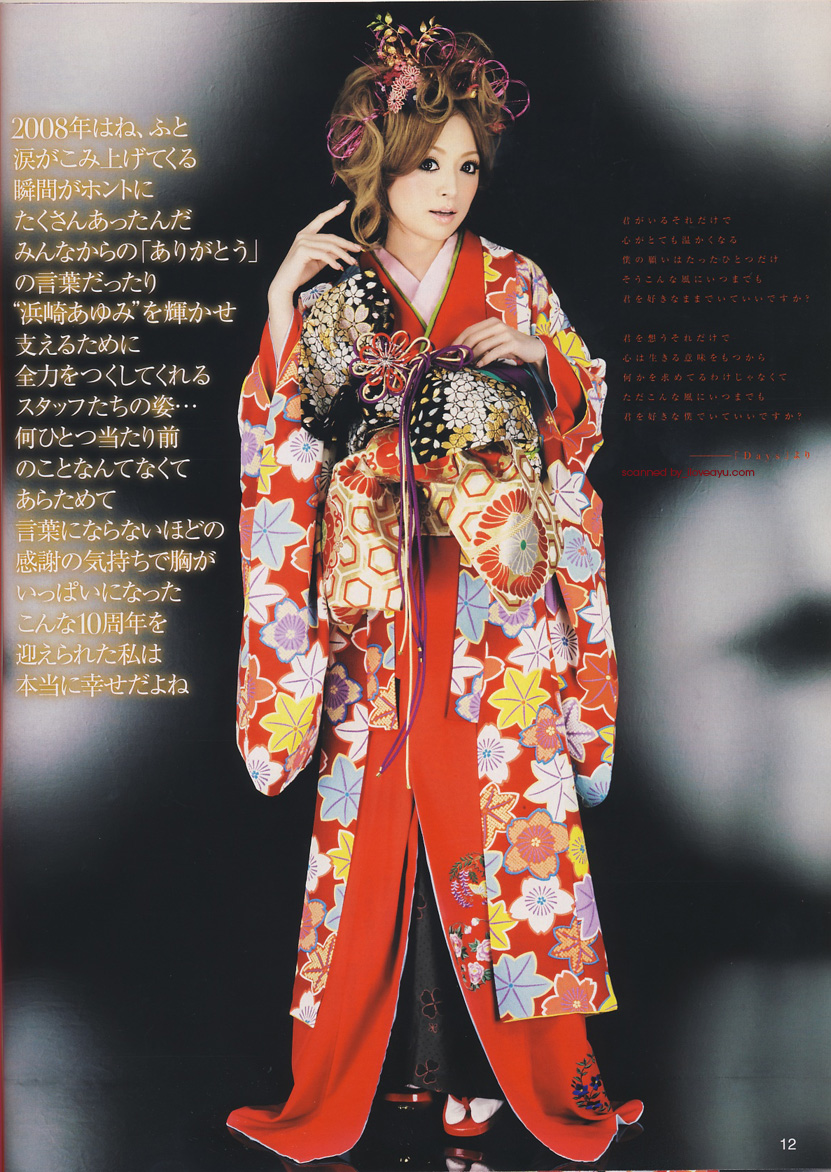 2008年はね、ふと
涙がこみ上げてくる
瞬間がホントに
たくさんあったんだ
みんなからの「ありがとう」
の言葉だったり
“浜崎あゆみ”を輝かせ
支えるために
全力をつくしてくれる
スタッフたちの姿…
何ひとつ当たり前
のことなんてなくて
あらためて
言葉にならないほどの
感謝の気持ちで胸が
いっぱいになった
こんな10周年を
迎えられた私は
本当に幸せだよね
君がいるそれだけで
心がとても温かくなる
僕の願いはたったひとつだけ
そうこんな風にいつまでも
君を好きなままでいていいですか?
君を想うそれだけで
心は生きる意味をもつから
何かを求めてるわけじゃなくて
ただこんな風にいつまでも
君を好きな僕でいていいですか?
――「Days」より
scanned by iloveayu.com
12